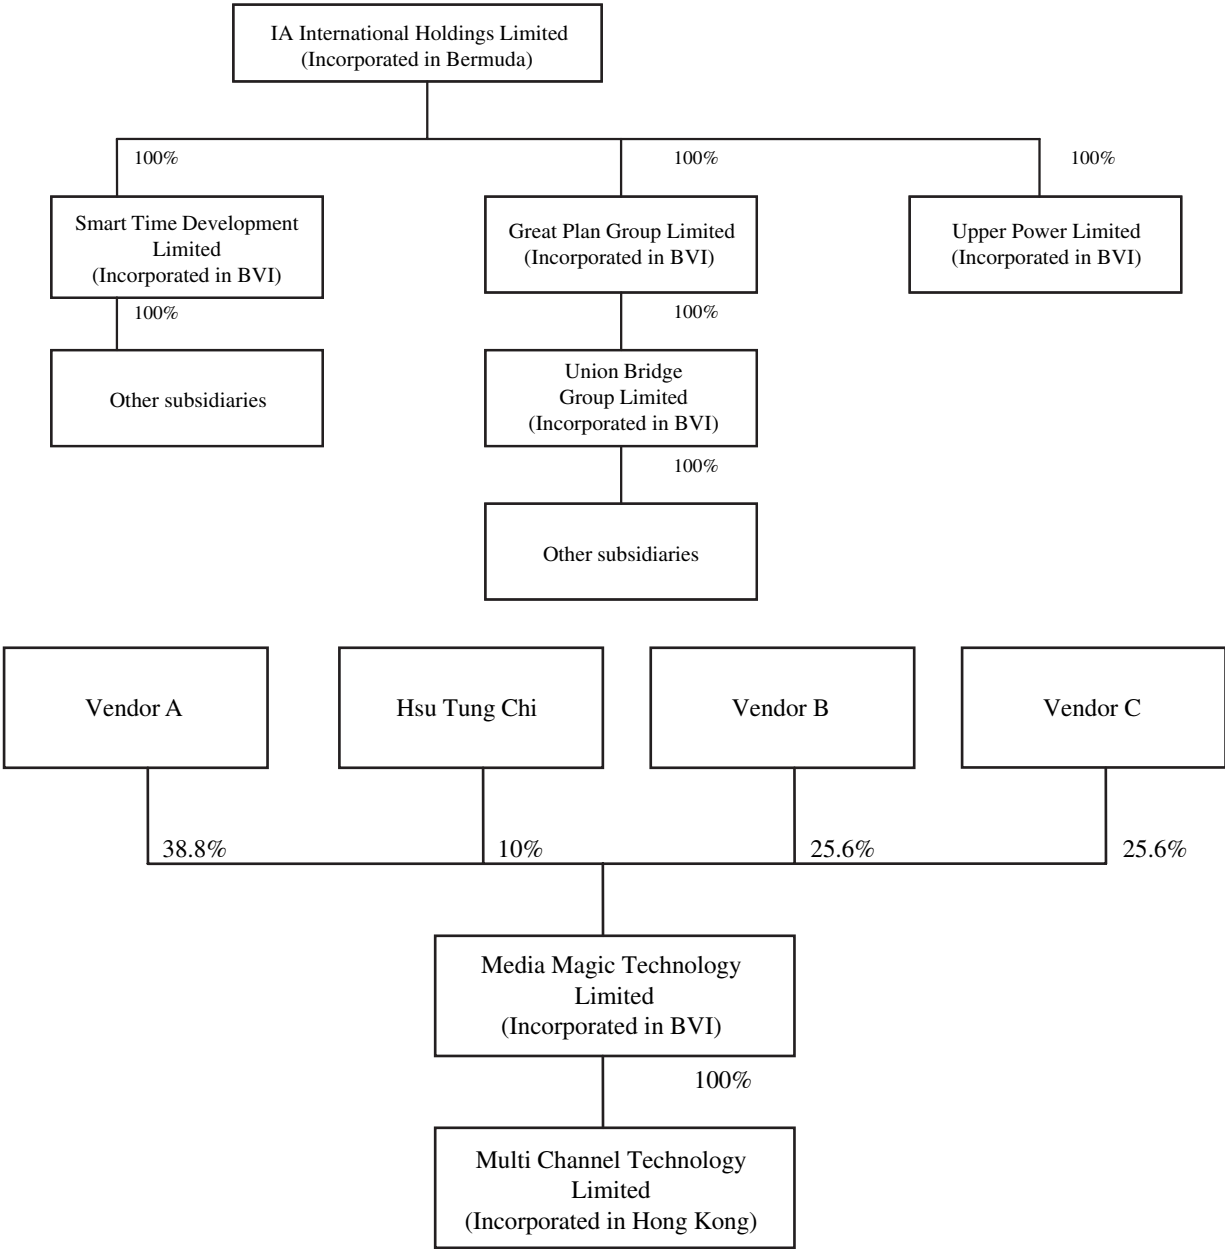 IA International Holdings Limited
(Incorporated in Bermuda)
100%
100%
100%
Smart Time Development
Limited
(Incorporated in BVI)
Great Plan Group Limited
(Incorporated in BVI)
Upper Power Limited
(Incorporated in BVI)
100%
100%
Other subsidiaries
Union Bridge
Group Limited
(Incorporated in BVI)
100%
Other subsidiaries
Vendor A
Hsu Tung Chi
Vendor B
Vendor C
38.8%
10%
25.6%
25.6%
Media Magic Technology
Limited
(Incorporated in BVI)
100%
Multi Channel Technology
Limited
(Incorporated in Hong Kong)